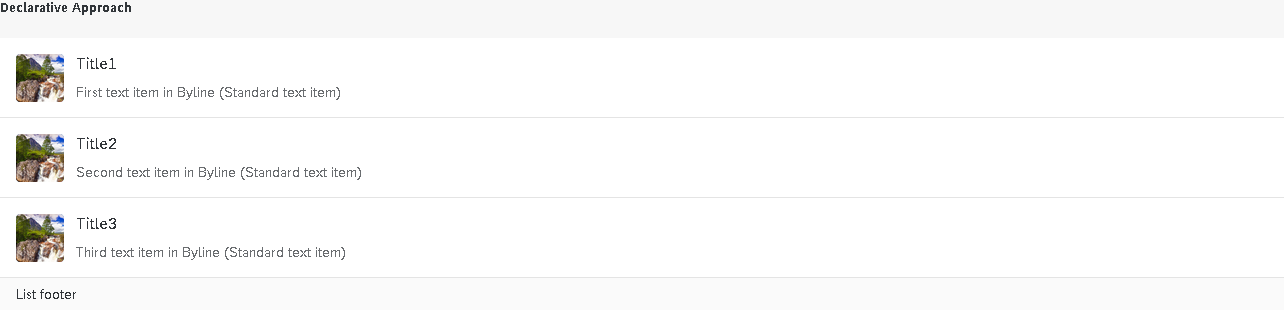 Declarative Approach
Title1
First text item in Byline (Standard text item)
Title2
Second text item in Byline (Standard text item)
Title3
Third text item in Byline (Standard text item)
List footer